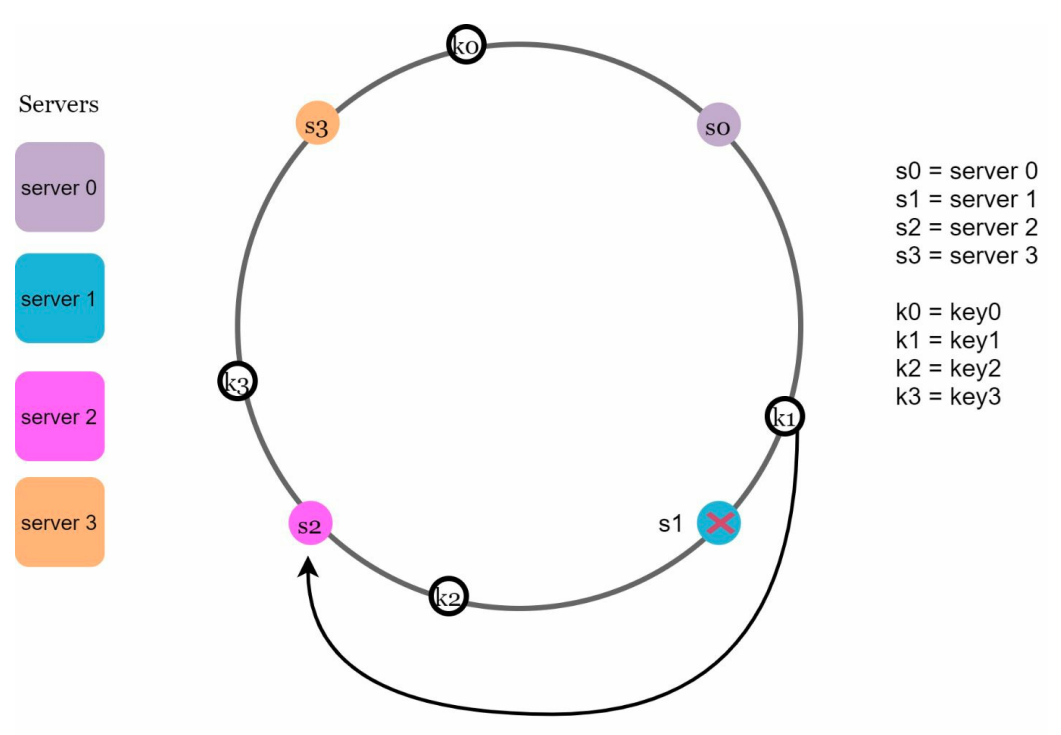 Servers
server 0
server 1
server 2
server 3
k0
s3
s0
k3
k1
s2
s1
k2
s0 = server 0
s1 = server 1
s2 = server 2
s3 = server 3
k0 = key0
k1 = key1
k2 = key2
k3 = key3